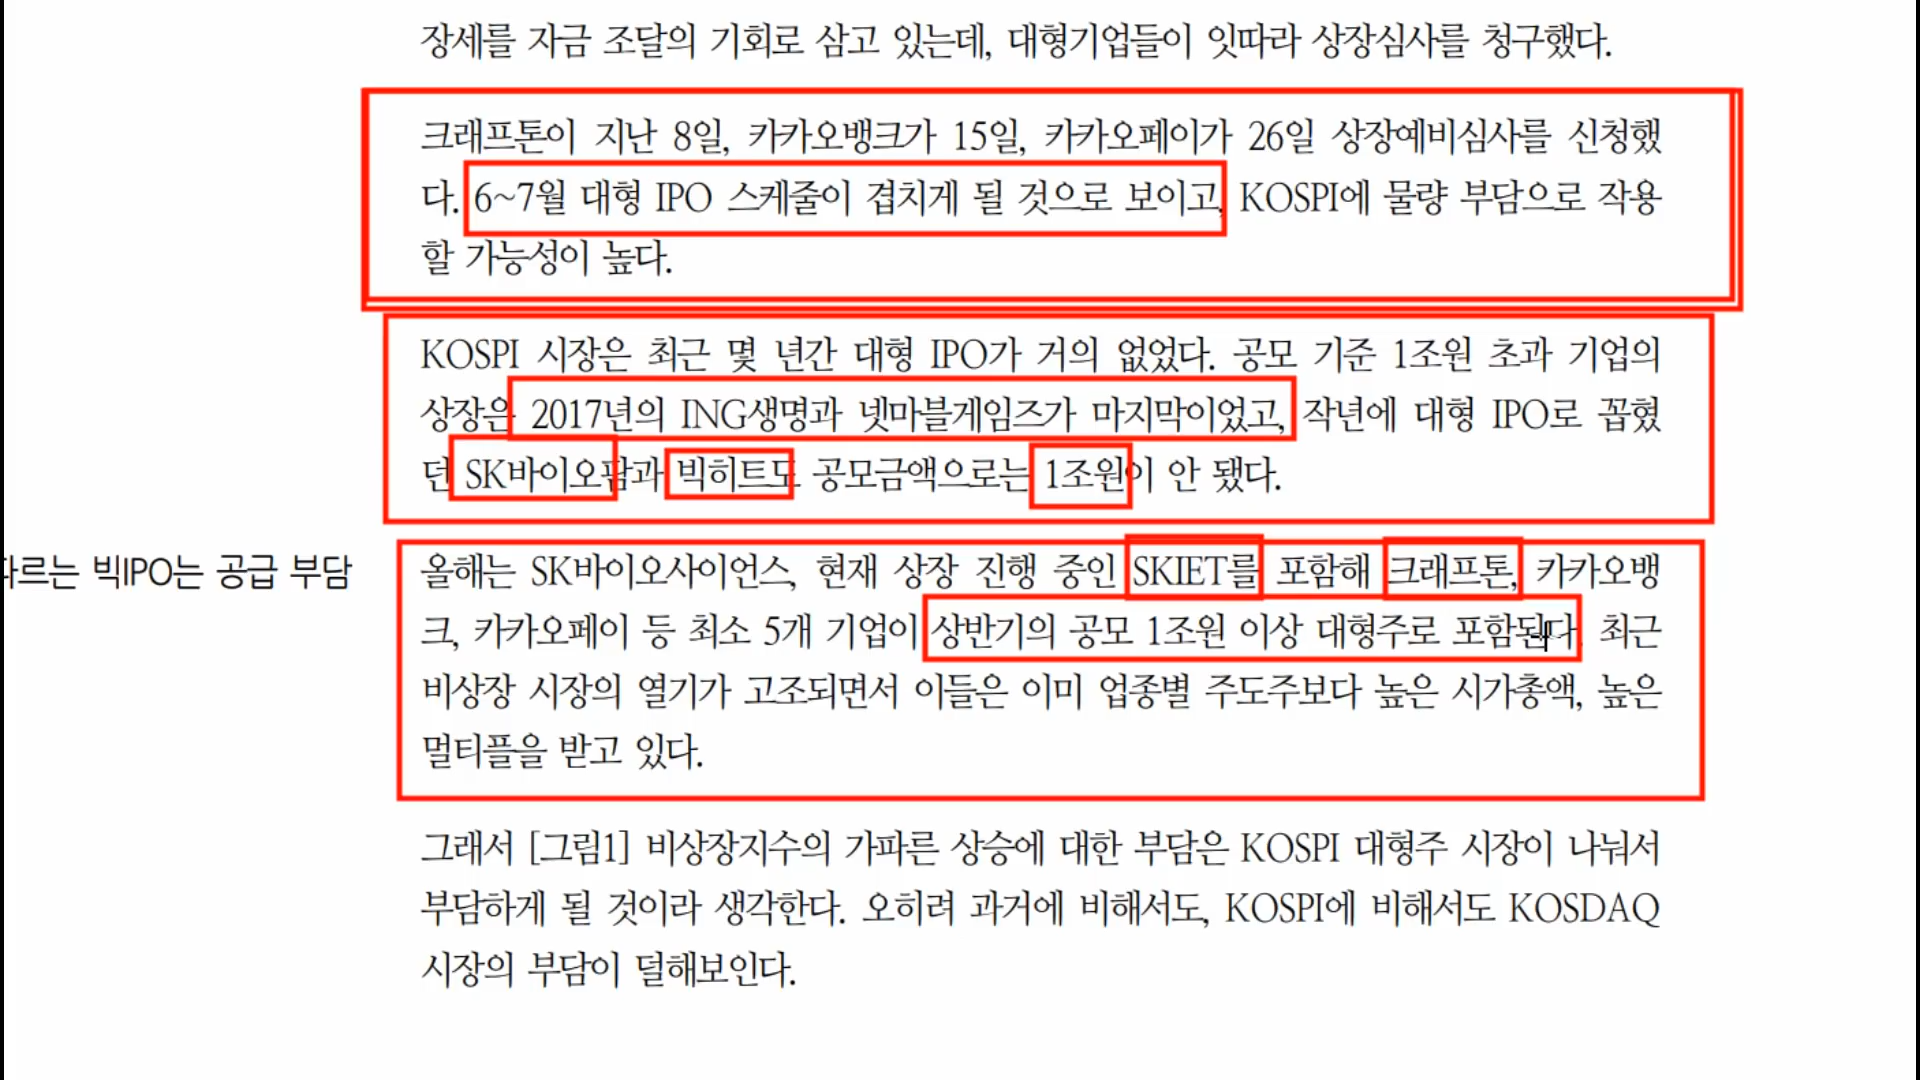 장세를 자금 조달의 기회로 삼고 있는데, 대형기업들이 잇따라 상장심사를 청구했다.
크래프톤이 지난 8일, 카카오뱅크가 15일, 카카오페이가 26일 상장예비심사를 신청했
다. 6~7월 대형 IPO 스케줄이 겹치게 될 것으로 보이고, KOSPI에 물량 부담으로 작용
할 가능성이 높다.
KOSPI 시장은 최근 몇 년간 대형 IPO가 거의 없었다. 공모 기준 1조원 초과 기업의
상장은 2017년의 ING생명과 넷마블게임즈가 마지막이었고, 작년에 대형 IPO로 꼽혔
던 SK바이오팜과 빅히트도 공모금액으로는 1조원이 안 됐다.
따르는 빅IPO는 공급 부담
올해는 SK바이오사이언스, 현재 상장 진행 중인 SKIET를 포함해 크래프톤, 카카오뱅
크, 카카오페이 등 최소 5개 기업이 상반기의 공모 1조원 이상 대형주로 포함된다. 최근
비상장 시장의 열기가 고조되면서 이들은 이미 업종별 주도주보다 높은 시가총액, 높은
멀티플을 받고 있다.
그래서 [그림1] 비상장지수의 가파른 상승에 대한 부담은 KOSPI 대형주 시장이 나눠서
부담하게 될 것이라 생각한다. 오히려 과거에 비해서도, KOSPI에 비해서도 KOSDAQ
시장의 부담이 덜해보인다.